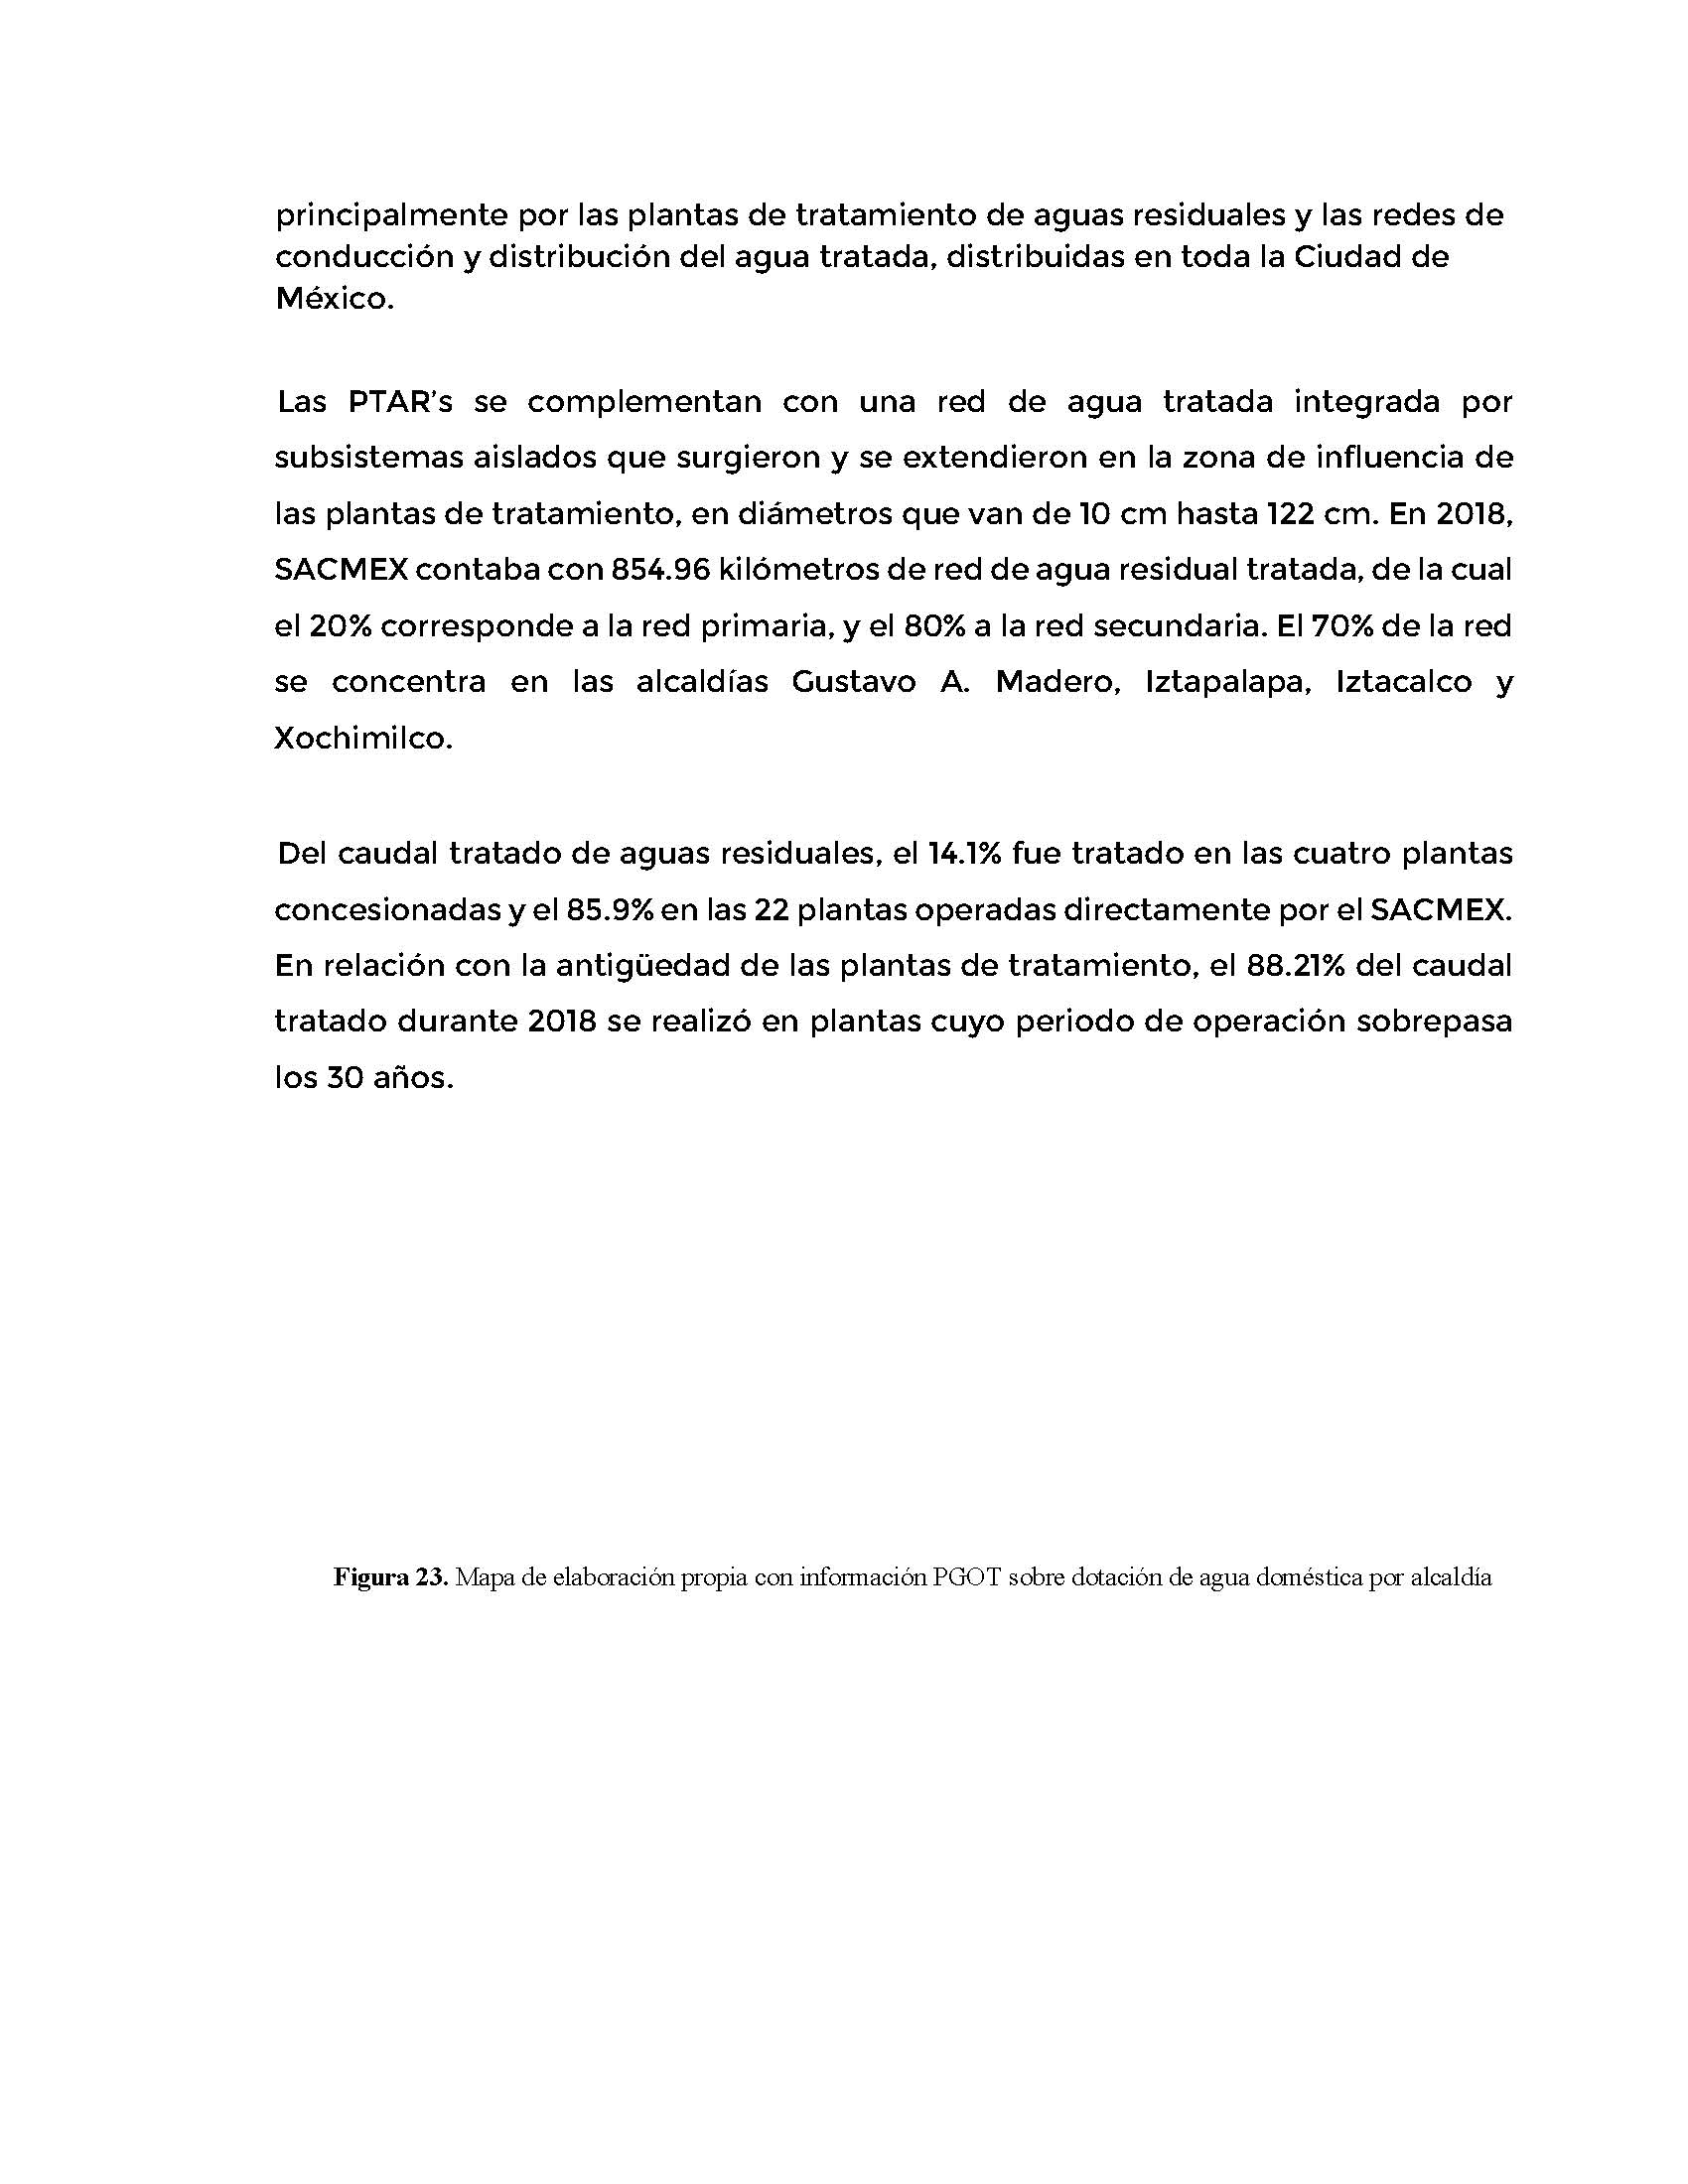 principalmente por las plantas de tratamiento de aguas residuales y las redes de
conducción y distribución del agua tratada, distribuidas en toda la Ciudad de
México.
Las PTAR’s se complementan con una red de agua tratada integrada por
subsistemas aislados que surgieron y se extendieron en la zona de influencia de
las plantas de tratamiento, en diámetros que van de 10 cm hasta 122 cm. En 2018,
SACMEX contaba con 854.96 kilómetros de red de agua residual tratada, de la cual
el 20% corresponde a la red primaria, y el 80% a la red secundaria. El 70% de la red
se concentra en las alcaldías Gustavo A. Madero, Iztapalapa, Iztacalco y
Xochimilco.
Del caudal tratado de aguas residuales, el 14.1% fue tratado en las cuatro plantas
concesionadas y el 85.9% en las 22 plantas operadas directamente por el SACMEX.
En relación con la antigüedad de las plantas de tratamiento, el 88.21% del caudal
tratado durante 2018 se realizó en plantas cuyo periodo de operación sobrepasa
los 30 años.
Figura 23. Mapa de elaboración propia con información PGOT sobre dotación de agua doméstica por alcaldía